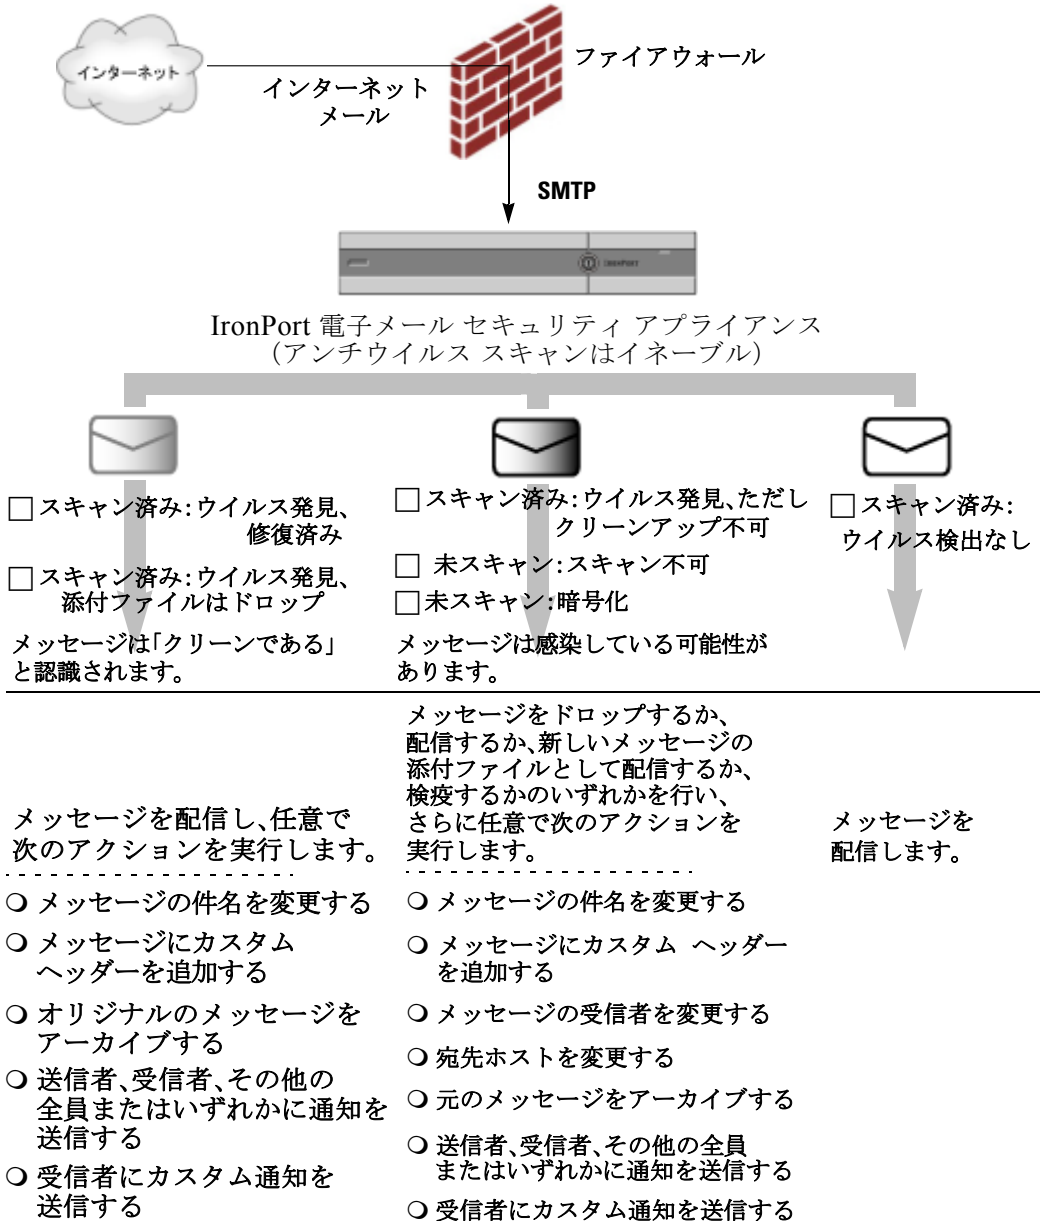 インターネット
インターネット
メール
ファイアウォール
SMTP
IRONPORT
IronPort 電子メール セキュリティ アプライアンス
（アンチウイルス スキャンはイネーブル）
□スキャン済み：ウイルス発見、
修復済み
□スキャン済み：ウイルス発見、
添付ファイルはドロップ
メッセージは「クリーンである」
と認識されます。
□スキャン済み：ウイルス発見、ただし
クリーンアップ不可
□ 未スキャン：スキャン不可
□未スキャン：暗号化
メッセージは感染している可能性が
あります。
□スキャン済み：
ウイルス検出なし
メッセージを配信し、任意で
次のアクションを実行します。
○ メッセージの件名を変更する
○ メッセージにカスタム
ヘッダーを追加する
○ オリジナルのメッセージを
アーカイブする
○ 送信者、受信者、その他の
全員またはいずれかに通知を
送信する
○ 受信者にカスタム通知を
送信する
メッセージをドロップするか、
配信するか、新しいメッセージの
添付ファイルとして配信するか、
検疫するかのいずれかを行い、
さらに任意で次のアクションを
実行します。
○ メッセージの件名を変更する
○ メッセージにカスタム ヘッダー
を追加する
○ メッセージの受信者を変更する
○ 宛先ホストを変更する
○ 元のメッセージをアーカイブする
○ 送信者、受信者、その他の全員
またはいずれかに通知を送信する
○ 受信者にカスタム通知を送信する
メッセージを
配信します。